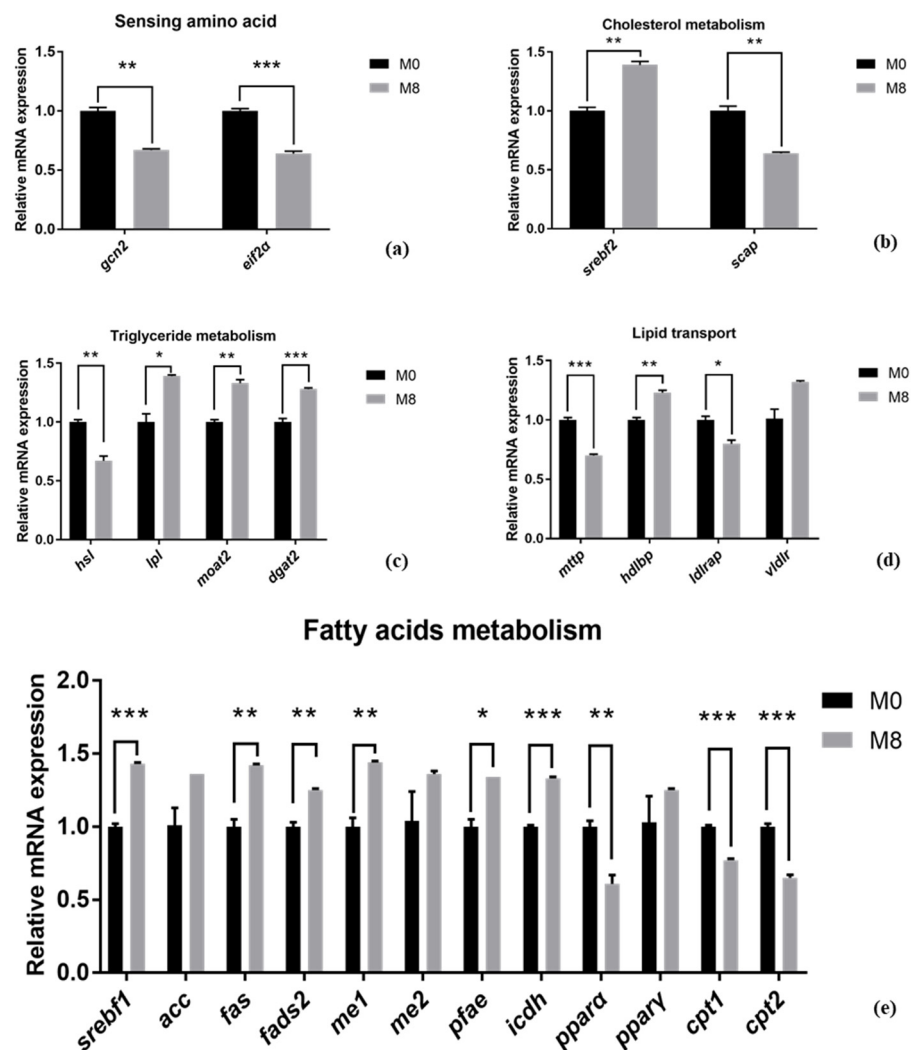 Sensing amino acid
Relative mRNA expression
1.5
1.0
0.5
0.0
** ***
gcn2 eif2α
M0
M8
(a)
Cholesterol metabolism
Relative mRNA expression
1.5
1.0
0.5
0.0
** **
srebf2 scap
M0
M8
(b)
Triglyceride metabolism
Relative mRNA expression
1.5
1.0
0.5
0.0
** * ** ***
hsl lpl moat2 dgat2
M0
M8
(c)
Lipid transport
Relative mRNA expression
1.5
1.0
0.5
0.0
*** ** *
mttp hdlbp ldlrap vldlr
M0
M8
(d)
Fatty acids metabolism
Relative mRNA expression
2.0
1.5
1.0
0.5
0.0
*** ** ** ** * *** ** *** ***
srebf1 acc fas fads2 me1 me2 pfae icdh pparα pparγ cpt1 cpt2
M0
M8
(e)